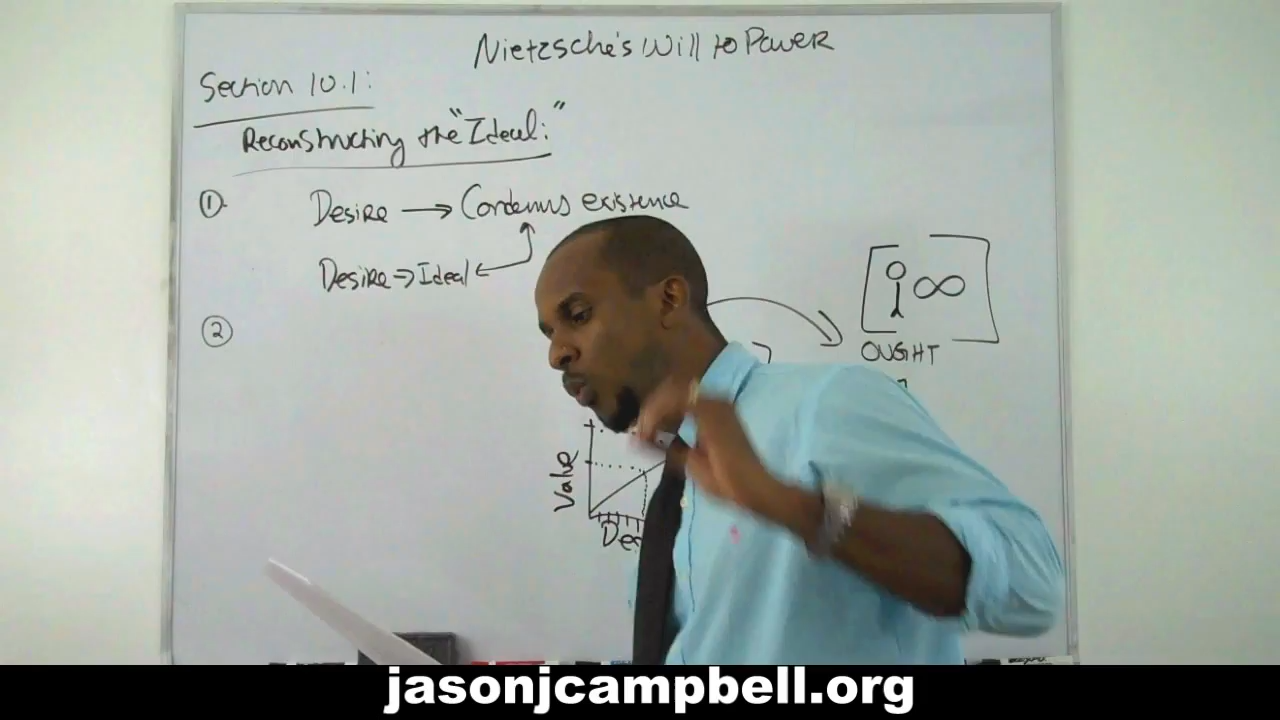 Nietzsche's Will to Power
Section 10.1:
Reconstructing the "Ideal:"
① Desire → Condemns existence
Desire → Ideal
②
∞
OUGHT
Value
jasonjcampbell.org